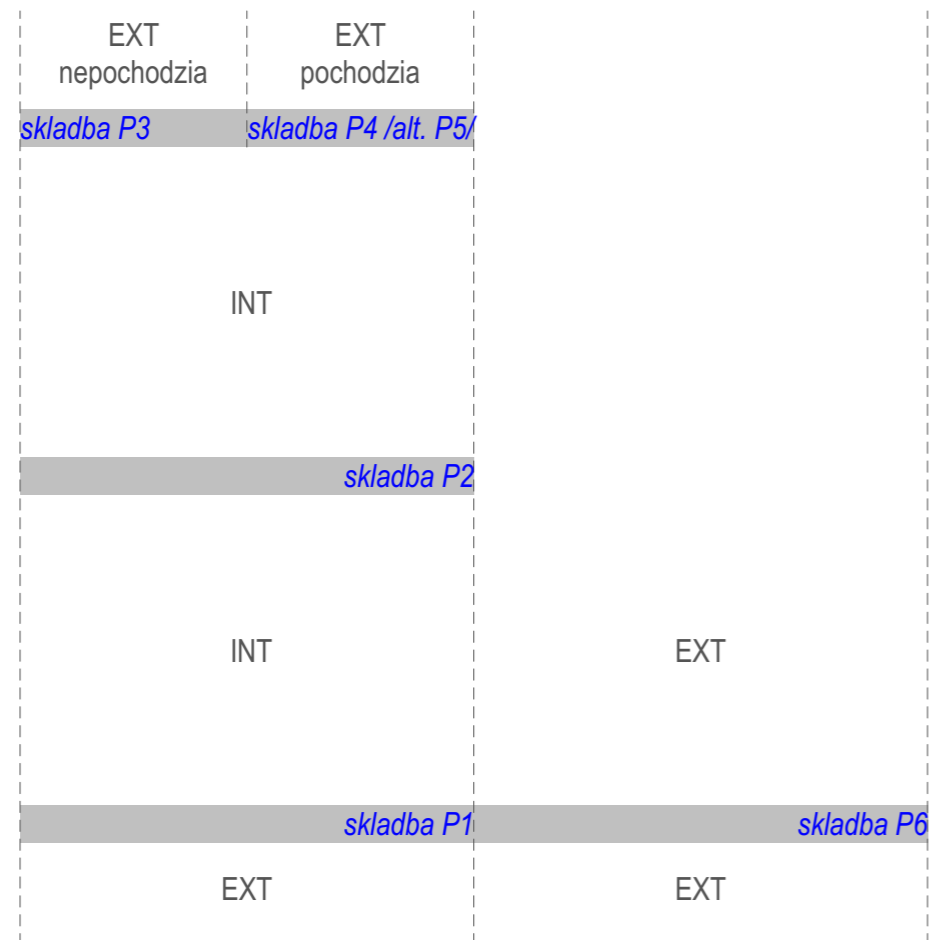 EXT
nepochodzia
EXT
pochodzia
skladba P3
skladba P4 /alt. P5/
INT
skladba P2
INT
EXT
skladba P1
skladba P6
EXT
EXT